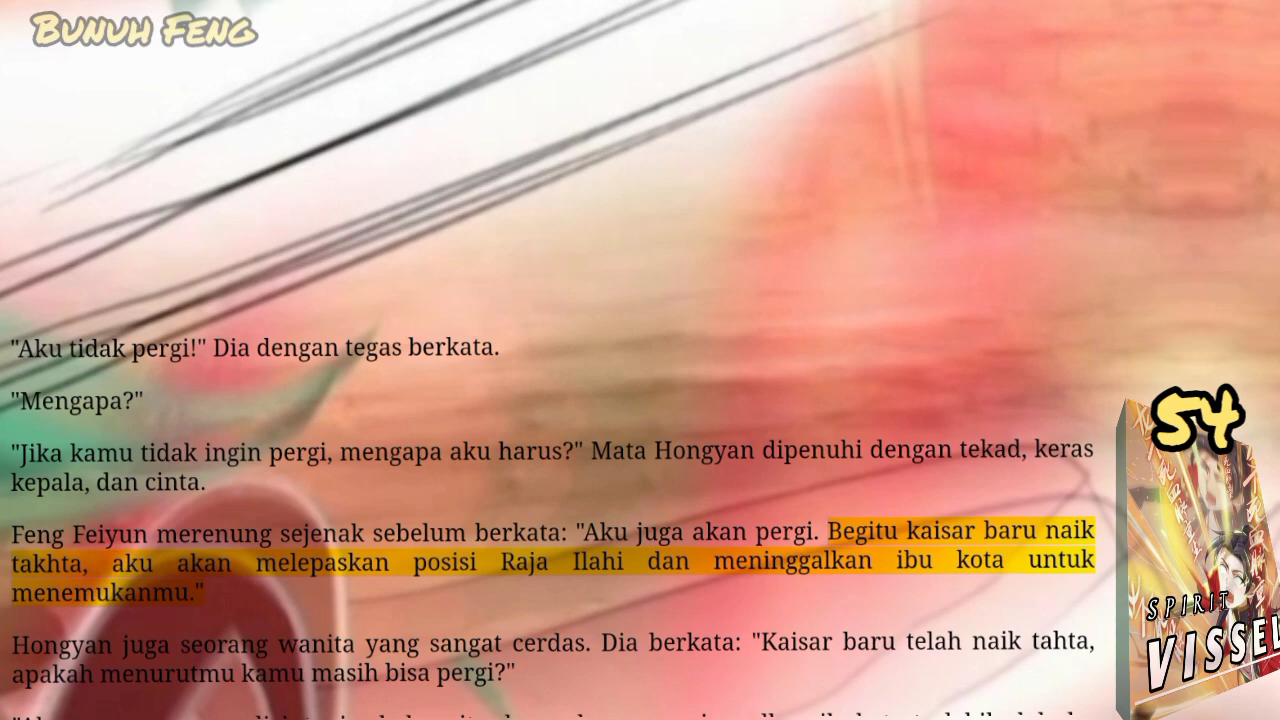 BUNUH FENG
"Aku tidak pergi!" Dia dengan tegas berkata.
"Mengapa?"
"Jika kamu tidak ingin pergi, mengapa aku harus?" Mata Hongyan dipenuhi dengan tekad, keras
kepala, dan cinta.
Feng Feiyun merenung sejenak sebelum berkata: "Aku juga akan pergi. Begitu kaisar baru naik
takhta, aku akan melepaskan posisi Raja Ilahi dan meninggalkan ibu kota untuk
menemukanmu."
Hongyan juga seorang wanita yang sangat cerdas. Dia berkata: "Kaisar baru telah naik tahta,
apakah menurutmu kamu masih bisa pergi?"
54
SPIRIT
VISSEL